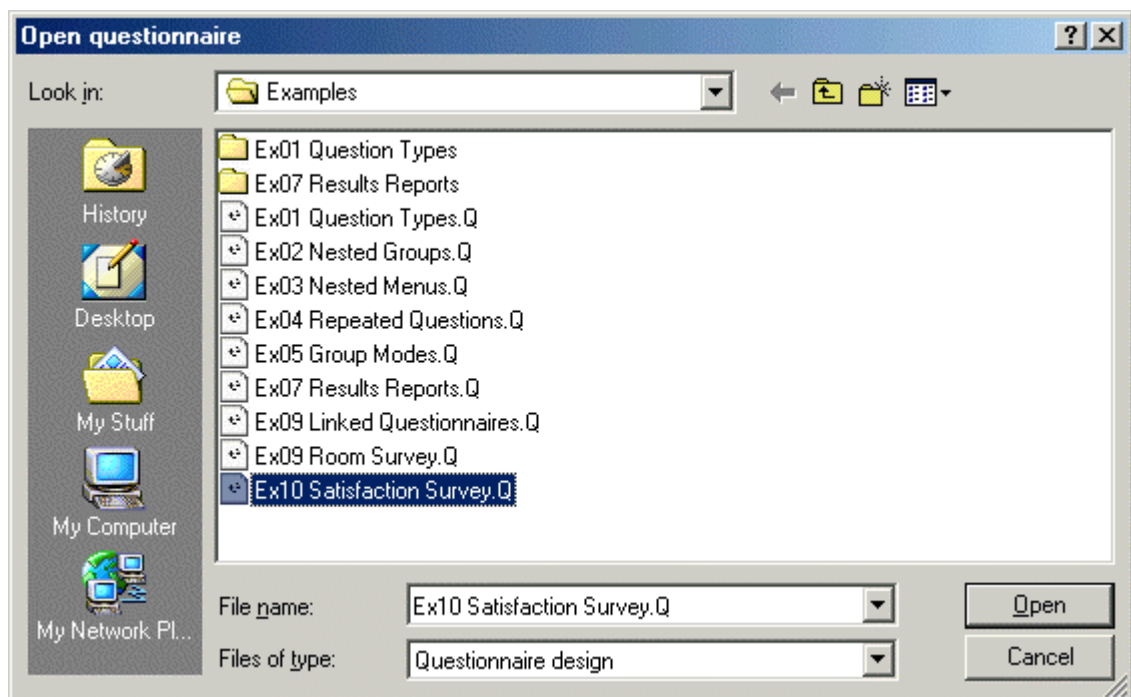 Open questionnaire
Look in:
Examples
History
Desktop
My Stuff
My Computer
My Network Pl...
Ex01 Question Types
Ex07 Results Reports
Ex01 Question Types.Q
Ex02 Nested Groups.Q
Ex03 Nested Menus.Q
Ex04 Repeated Questions.Q
Ex05 Group Modes.Q
Ex07 Results Reports.Q
Ex09 Linked Questionnaires.Q
Ex09 Room Survey.Q
Ex10 Satisfaction Survey.Q
File name:
Ex10 Satisfaction Survey.Q
Open
Files of type:
Questionnaire design
Cancel